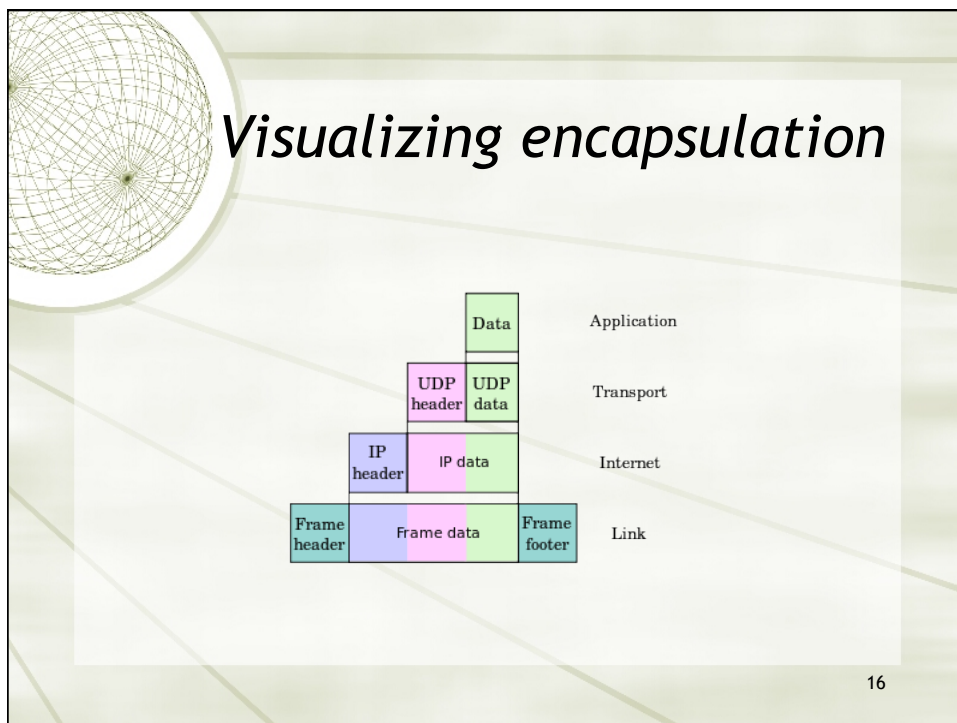 Visualizing encapsulation
Data
Application
UDP header
UDP data
Transport
IP header
IP data
Internet
Frame header
Frame data
Frame footer
Link
16